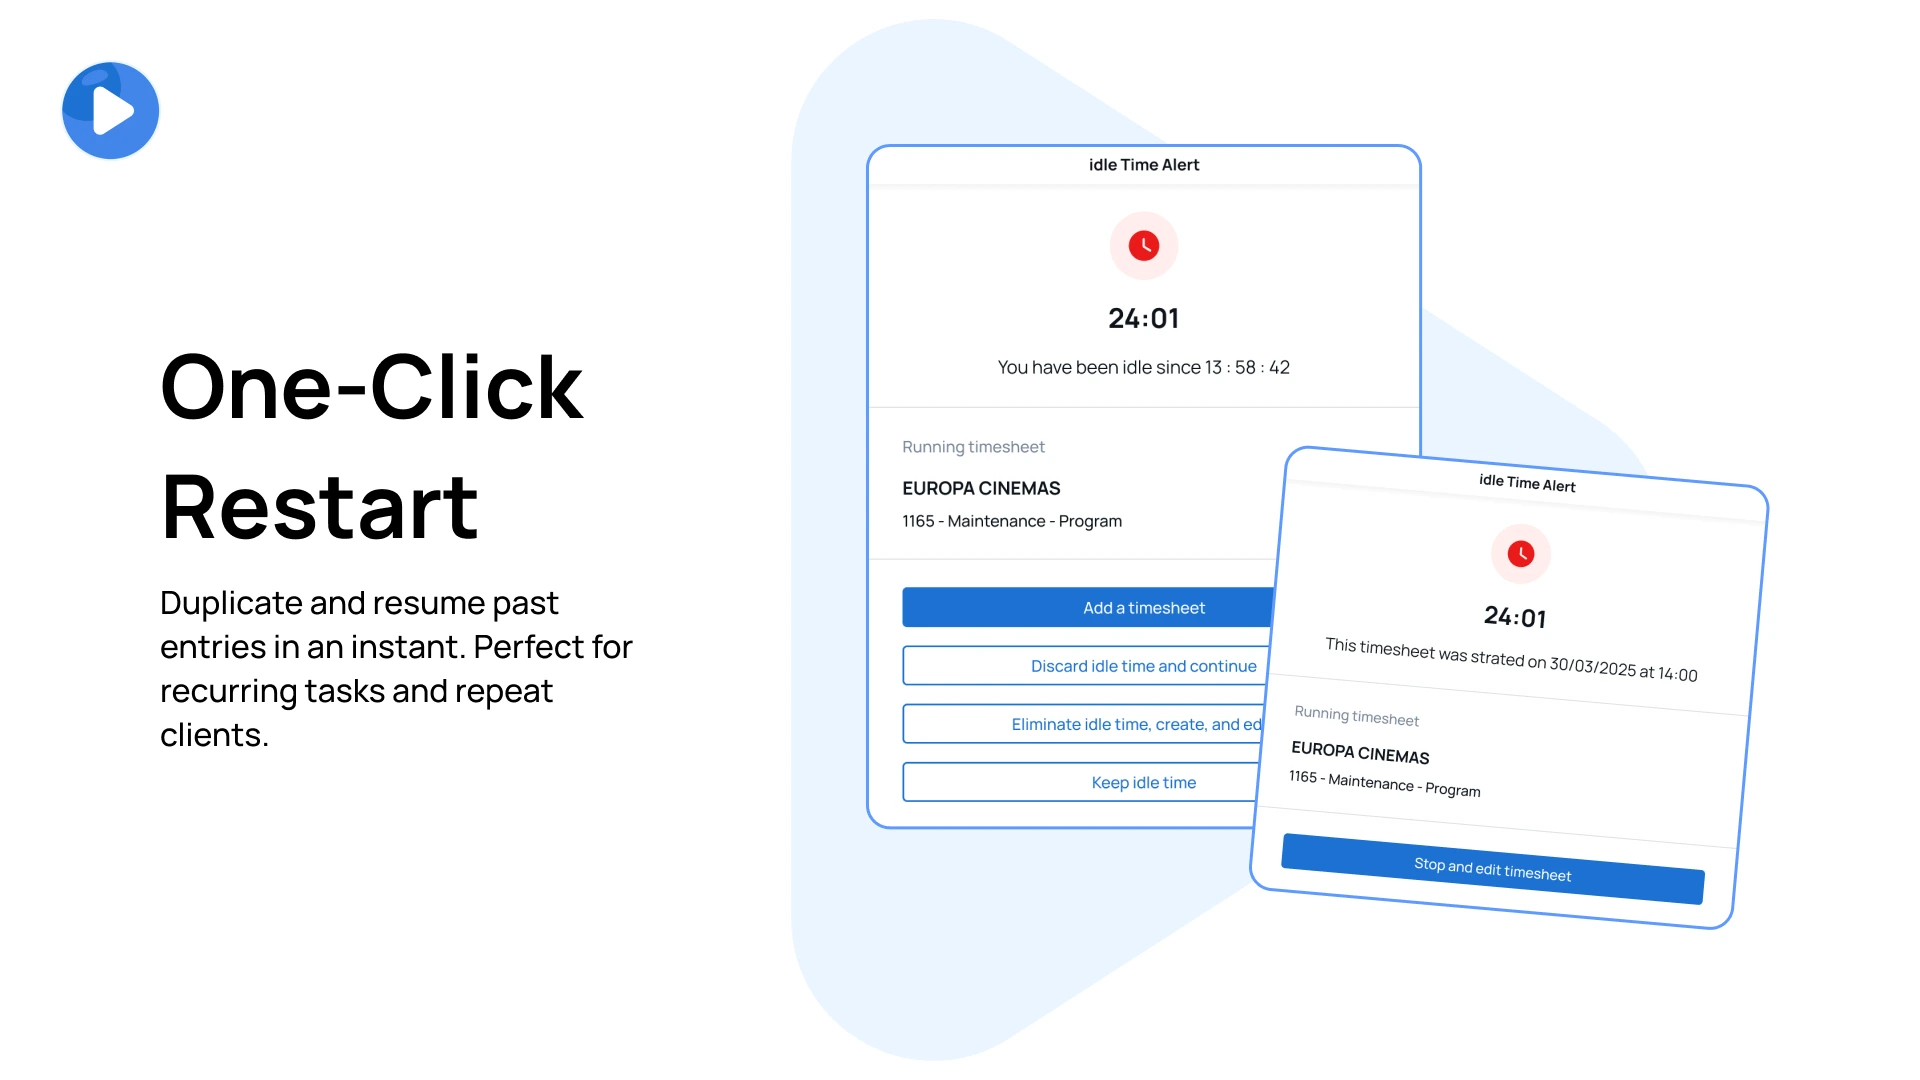 One-Click
Restart
Duplicate and resume past
entries in an instant. Perfect for
recurring tasks and repeat
clients.
idle Time Alert
24:01
You have been idle since 13 : 58 : 42
Running timesheet
EUROPA CINEMAS
1165 - Maintenance - Program
Add a timesheet
Discard idle time and continue
Eliminate idle time, create, and
Keep idle time
idle Time Alert
24:01
This timesheet was strated on 30/03/2025 at 14:00
Running timesheet
EUROPA CINEMAS
1165 - Maintenance - Program
Stop and edit timesheet